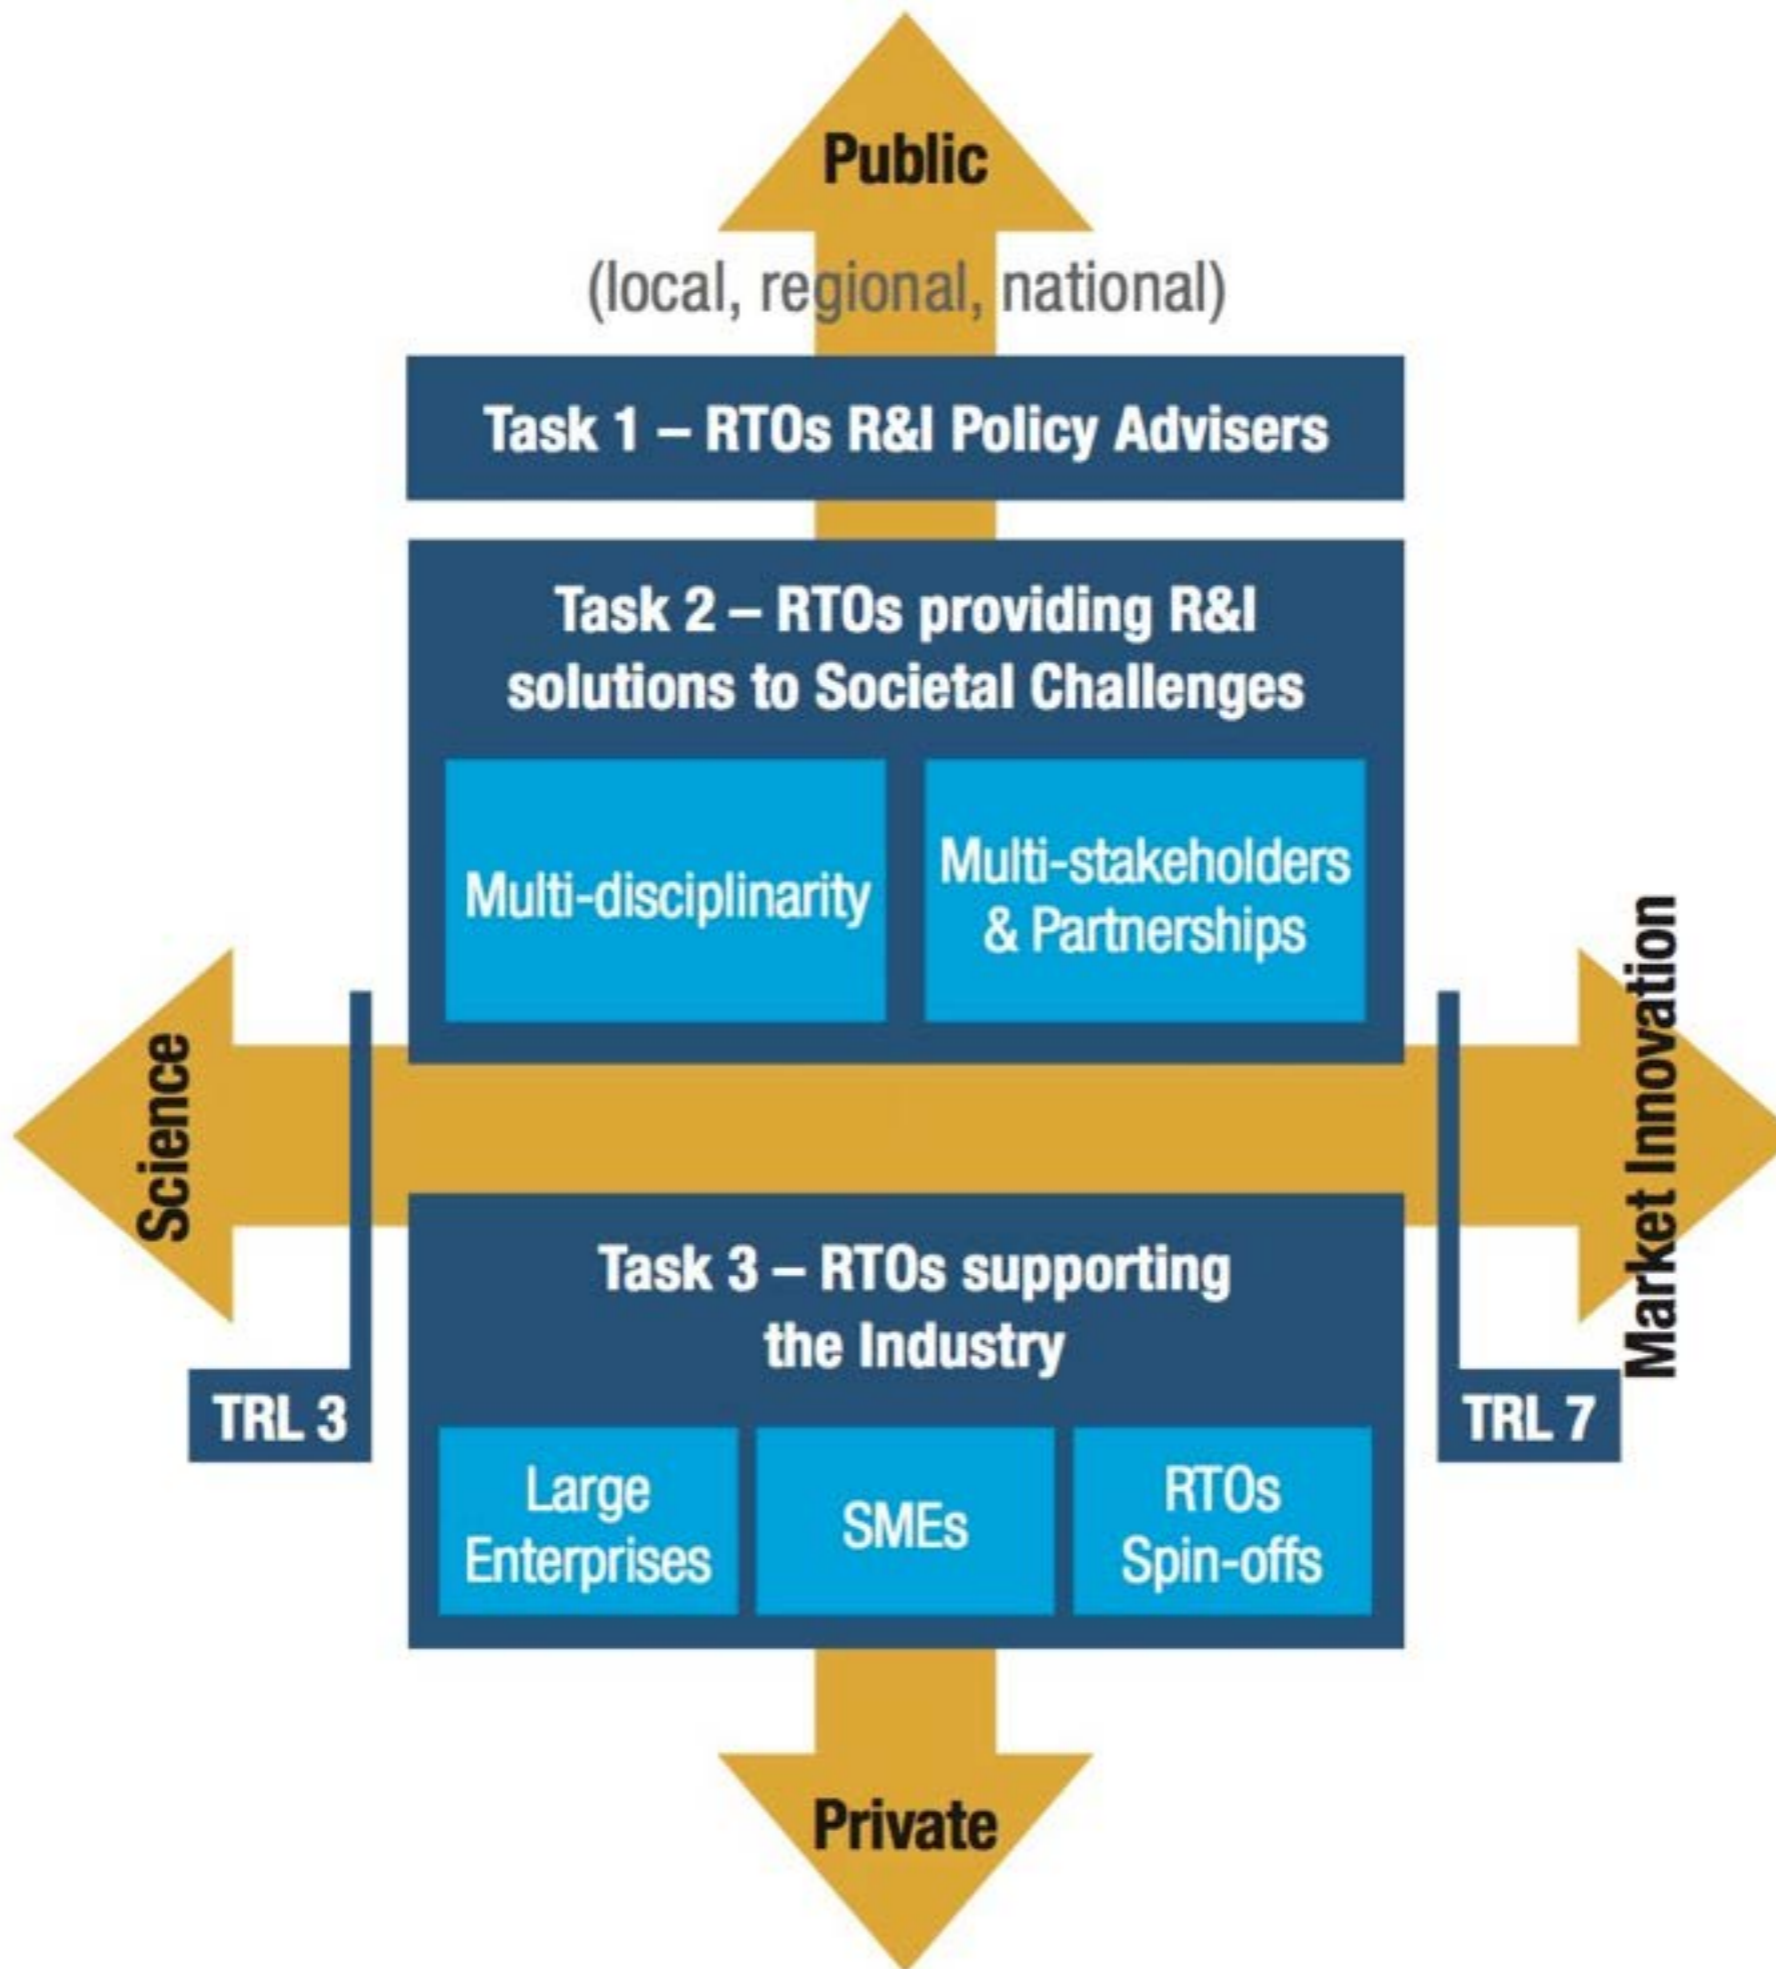 Public
(local, regional, national)
Task 1 – RTOs R&I Policy Advisers
Task 2 – RTOs providing R&I
solutions to Societal Challenges
Multi-disciplinarity
Multi-stakeholders
& Partnerships
Science
Market Innovation
Task 3 – RTOs supporting
the Industry
TRL 3
TRL 7
Large
Enterprises
SMEs
RTOs
Spin-offs
Private